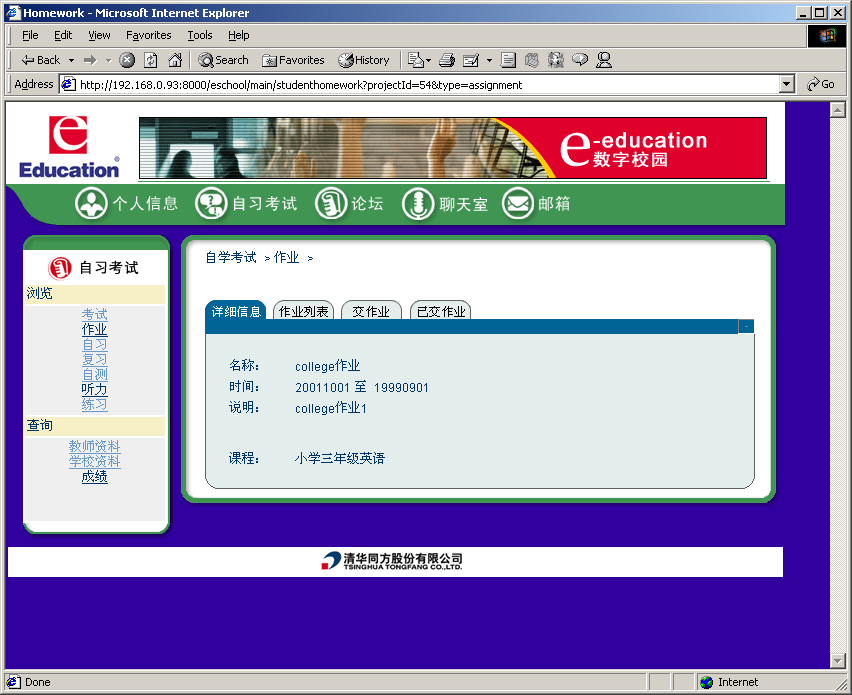 Homework - Microsoft Internet Explorer
File Edit View Favorites Tools Help
Back Search Favorites History
Address http://192.168.0.93:8000/eschool/main/studenthomework?projectId=54&type=assignment Go
e
Education®
e-education
数字校园
个人信息 自习考试 论坛 聊天室 邮箱
自习考试
浏览
考试
作业
自习
复习
自测
听力
练习
查询
教师资料
学校资料
成绩
自学考试 > 作业 >
详细信息 作业列表 交作业 已交作业
名称: college作业
时间: 20011001 至 19990901
说明: college作业1
课程: 小学三年级英语
清华同方股份有限公司
TSINGHUA TONGFANG CO.,LTD.
Done Internet